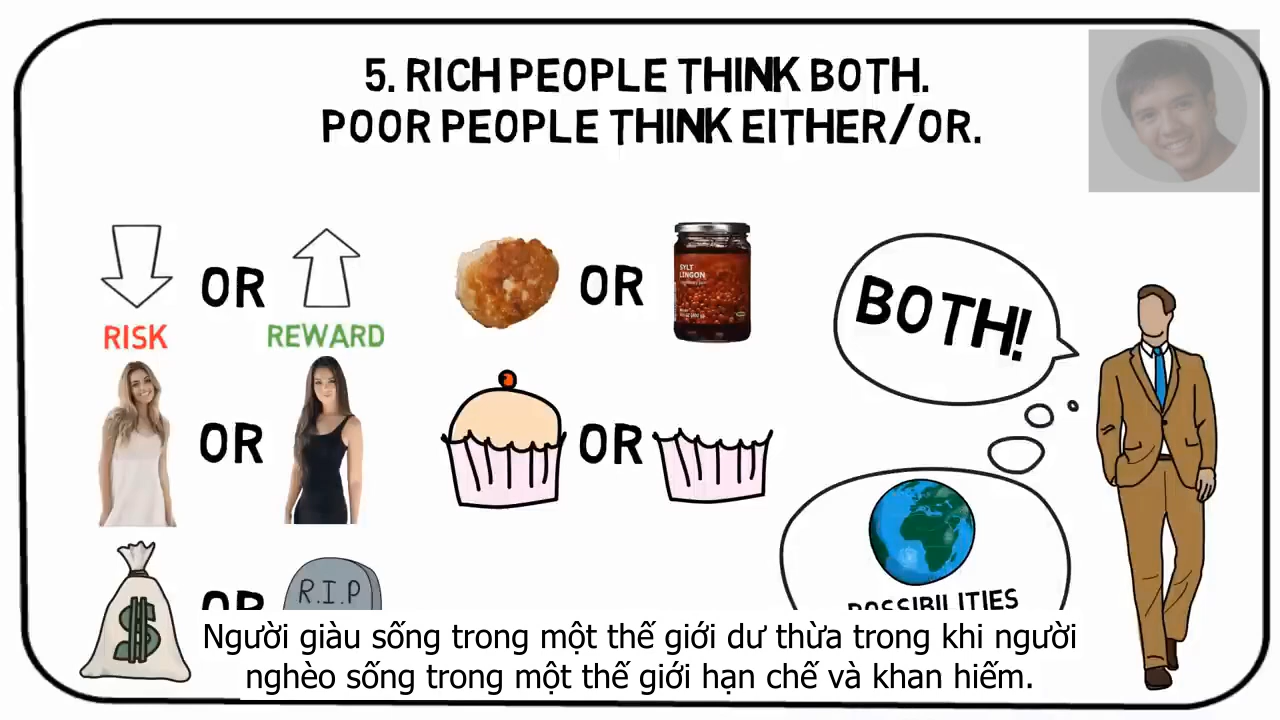 5. RICH PEOPLE THINK BOTH.
POOR PEOPLE THINK EITHER/OR.
OR
RISK
REWARD
OR
SYLT
LINGON
BOTH!
OR
OR
POSSIBILITIES
OR
R.I.P
$
Người giàu sống trong một thế giới dư thừa trong khi người
nghèo sống trong một thế giới hạn chế và khan hiếm.